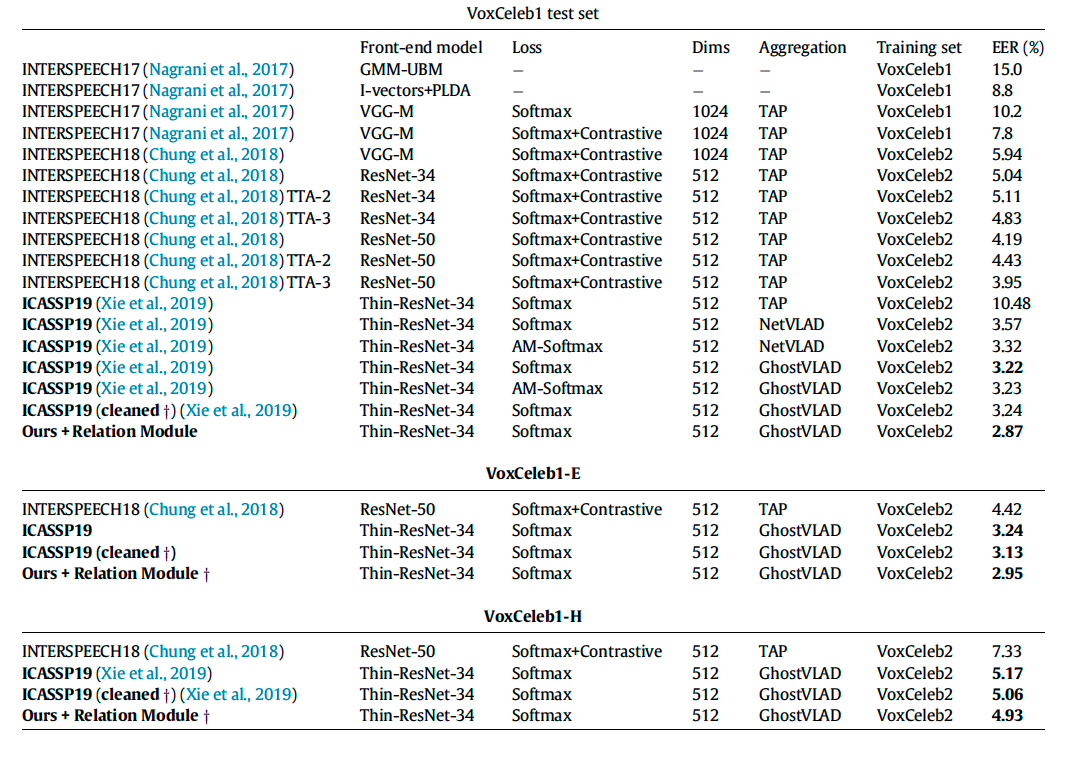 VoxCeleb1 test set
Front-end model Loss Dims Aggregation Training set EER (%)
INTERSPEECH17 (Nagrani et al., 2017) GMM-UBM – – – VoxCeleb1 15.0
INTERSPEECH17 (Nagrani et al., 2017) I-vectors+PLDA – – – VoxCeleb1 8.8
INTERSPEECH17 (Nagrani et al., 2017) VGG-M Softmax 1024 TAP VoxCeleb1 10.2
INTERSPEECH17 (Nagrani et al., 2017) VGG-M Softmax+Contrastive 1024 TAP VoxCeleb1 7.8
INTERSPEECH18 (Chung et al., 2018) VGG-M Softmax+Contrastive 1024 TAP VoxCeleb2 5.94
INTERSPEECH18 (Chung et al., 2018) ResNet-34 Softmax+Contrastive 512 TAP VoxCeleb2 5.04
INTERSPEECH18 (Chung et al., 2018) TTA-2 ResNet-34 Softmax+Contrastive 512 TAP VoxCeleb2 5.11
INTERSPEECH18 (Chung et al., 2018) TTA-3 ResNet-34 Softmax+Contrastive 512 TAP VoxCeleb2 4.83
INTERSPEECH18 (Chung et al., 2018) ResNet-50 Softmax+Contrastive 512 TAP VoxCeleb2 4.19
INTERSPEECH18 (Chung et al., 2018) TTA-2 ResNet-50 Softmax+Contrastive 512 TAP VoxCeleb2 4.43
INTERSPEECH18 (Chung et al., 2018) TTA-3 ResNet-50 Softmax+Contrastive 512 TAP VoxCeleb2 3.95
ICASSP19 (Xie et al., 2019) Thin-ResNet-34 Softmax 512 TAP VoxCeleb2 10.48
ICASSP19 (Xie et al., 2019) Thin-ResNet-34 Softmax 512 NetVLAD VoxCeleb2 3.57
ICASSP19 (Xie et al., 2019) Thin-ResNet-34 AM-Softmax 512 NetVLAD VoxCeleb2 3.32
ICASSP19 (Xie et al., 2019) Thin-ResNet-34 Softmax 512 GhostVLAD VoxCeleb2 3.22
ICASSP19 (Xie et al., 2019) Thin-ResNet-34 AM-Softmax 512 GhostVLAD VoxCeleb2 3.23
ICASSP19 (cleaned †) (Xie et al., 2019) Thin-ResNet-34 Softmax 512 GhostVLAD VoxCeleb2 3.24
Ours + Relation Module Thin-ResNet-34 Softmax 512 GhostVLAD VoxCeleb2 2.87
VoxCeleb1-E
INTERSPEECH18 (Chung et al., 2018) ResNet-50 Softmax+Contrastive 512 TAP VoxCeleb2 4.42
ICASSP19 Thin-ResNet-34 Softmax 512 GhostVLAD VoxCeleb2 3.24
ICASSP19 (cleaned †) Thin-ResNet-34 Softmax 512 GhostVLAD VoxCeleb2 3.13
Ours + Relation Module † Thin-ResNet-34 Softmax 512 GhostVLAD VoxCeleb2 2.95
VoxCeleb1-H
INTERSPEECH18 (Chung et al., 2018) ResNet-50 Softmax+Contrastive 512 TAP VoxCeleb2 7.33
ICASSP19 (Xie et al., 2019) Thin-ResNet-34 Softmax 512 GhostVLAD VoxCeleb2 5.17
ICASSP19 (cleaned †) (Xie et al., 2019) Thin-ResNet-34 Softmax 512 GhostVLAD VoxCeleb2 5.06
Ours + Relation Module † Thin-ResNet-34 Softmax 512 GhostVLAD VoxCeleb2 4.93